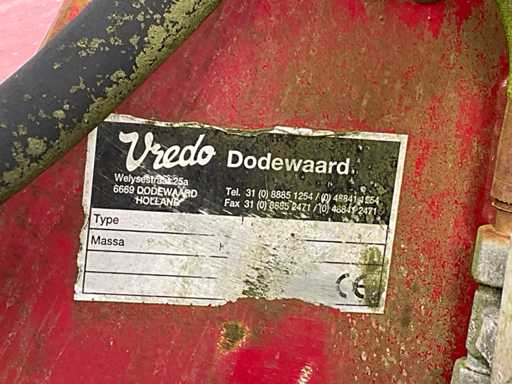 Vredo Dodewaard.
Welysestraat 25a
6669 DODEWAARD
HOLLAND
Tel. 31 (0) 8885 1254 / (0) 48841 1254
Fax 31 (0) 8885 2471 / (0) 48841 2471
Type
Massa
CE